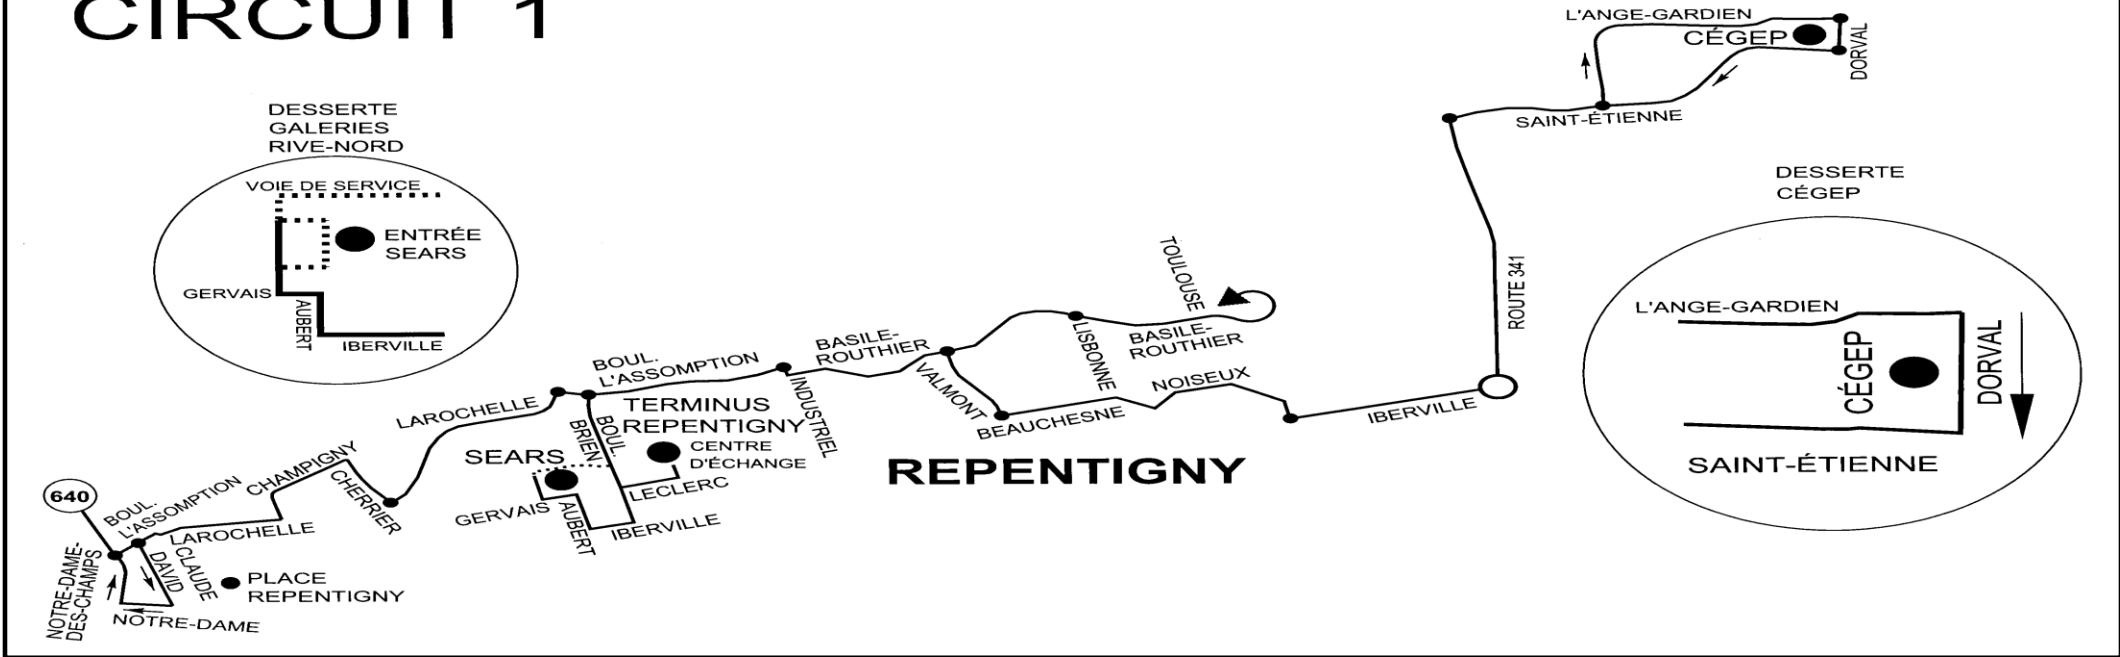 CIRCUIT 1
L'ANGE-GARDIEN
CÉGEP
DORVAL
SAINT-ÉTIENNE
DESSERTE
GALERIES
RIVE-NORD
VOIE DE SERVICE
ENTRÉE
SEARS
GERVAIS
AUBERT
IBERVILLE
DESSERTE
CÉGEP
L'ANGE-GARDIEN
CÉGEP
DORVAL
SAINT-ÉTIENNE
ROUTE 341
TOULOUSE
BASILE-
ROUTHIER
LISBONNE
BASILE-
ROUTHIER
VALMONT
NOISEUX
BEAUCHESNE
IBERVILLE
BOUL.
L'ASSOMPTION
INDUSTRIEL
LAROCHELLE
TERMINUS
REPENTIGNY
BOUL.
BRIEN
CENTRE
D'ÉCHANGE
SEARS
LECLERC
GERVAIS
AUBERT
IBERVILLE
REPENTIGNY
640
BOUL.
L'ASSOMPTION
CHAMPIGNY
CHERRIER
LAROCHELLE
CLAUDE
DAVID
NOTRE-DAME-
DES-CHAMPS
PLACE
REPENTIGNY
NOTRE-DAME